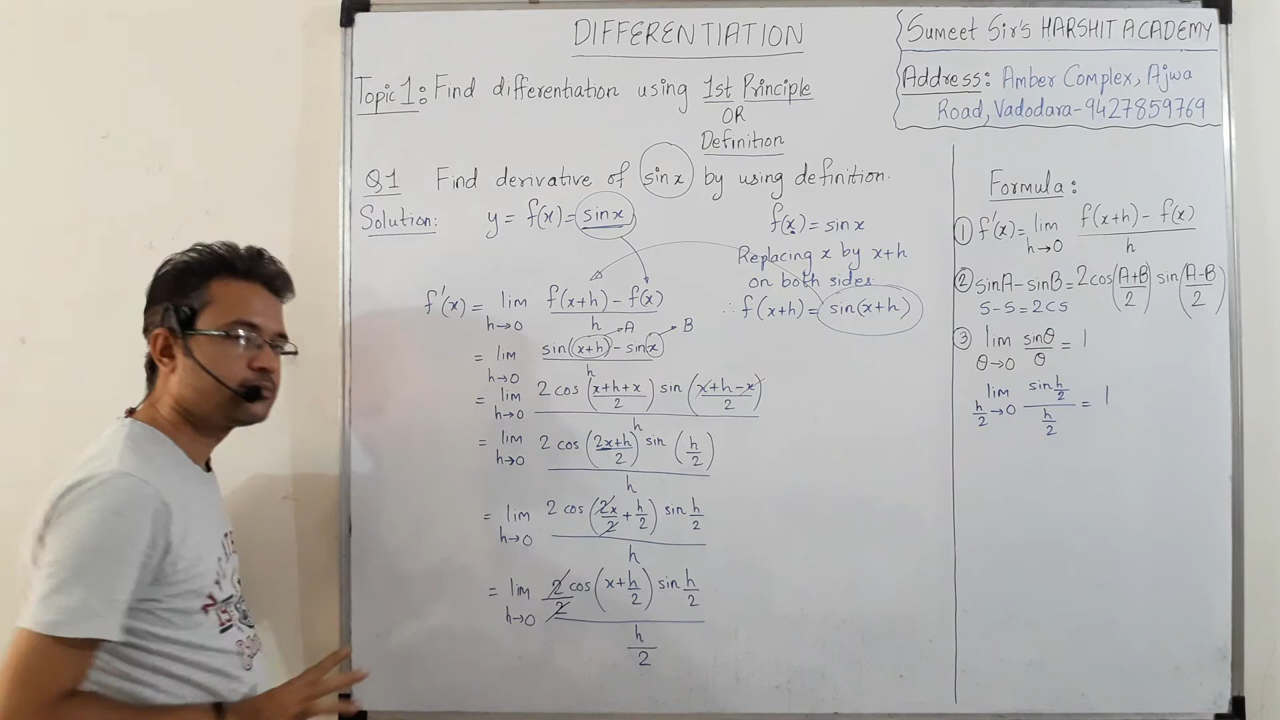 DIFFERENTIATION
Sumeet Sir's HARSHIT ACADEMY
Address: Amber Complex, Ajwa
Road, Vadodara-9427859769
Topic 1: Find differentiation using 1st Principle
OR
Definition
Q1 Find derivative of sinx by using definition.
Solution: y = f(x) = sinx
f'(x) = lim h→0 f(x+h) - f(x) / h
= lim h→0 sin(x+h) - sinx / h
A
B
= lim h→0 2 cos (x+h+x / 2) sin (x+h-x / 2) / h
= lim h→0 2 cos (2x+h / 2) sin (h / 2) / h
= lim h→0 2 cos (2x / 2 + h / 2) sin h / 2 / h
= lim h→0 2 / 2 cos (x + h / 2) sin h / 2 / h / 2
f(x) = sinx
Replacing x by x+h
on both sides
∴ f(x+h) = sin(x+h)
Formula:
① f'(x) = lim h→0 f(x+h) - f(x) / h
② sinA - sinB = 2cos(A+B / 2) sin(A-B / 2)
S-S = 2CS
③ lim θ→0 sinθ / θ = 1
lim h/2→0 sin h/2 / h/2 = 1